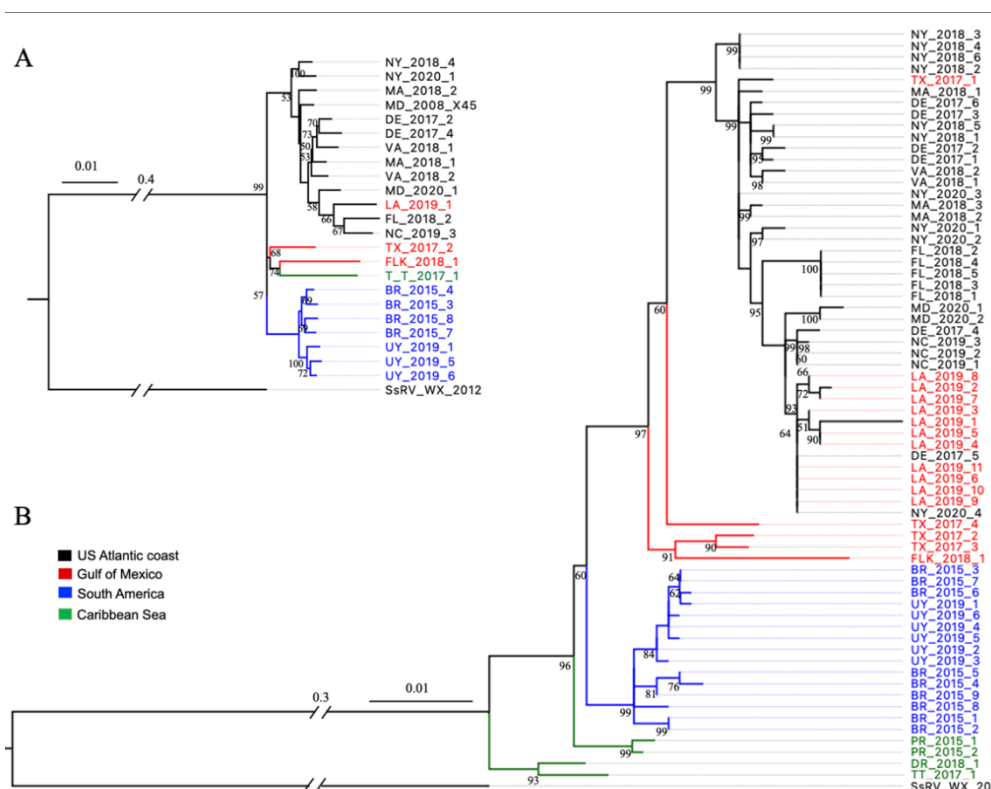 A
NY_2018_4
NY_2020_1
MA_2018_2
MD_2008_X45
DE_2017_2
DE_2017_4
VA_2018_1
MA_2018_1
VA_2018_2
MD_2020_1
LA_2019_1
FL_2018_2
NC_2019_3
TX_2017_2
FLK_2018_1
T_T_2017_1
BR_2015_4
BR_2015_3
BR_2015_8
BR_2015_7
UY_2019_1
UY_2019_5
UY_2019_6
SsRV_WX_2012
0.01
0.4
99
100
53
70
73
50
53
58
66
67
68
74
57
100
72
B
US Atlantic coast
Gulf of Mexico
South America
Caribbean Sea
0.3
0.01
NY_2018_3
NY_2018_4
NY_2018_6
NY_2018_2
TX_2017_1
MA_2018_1
DE_2017_6
DE_2017_3
NY_2018_5
NY_2018_1
DE_2017_2
DE_2017_1
VA_2018_2
VA_2018_1
NY_2020_3
MA_2018_3
MA_2018_2
NY_2020_1
NY_2020_2
FL_2018_2
FL_2018_4
FL_2018_5
FL_2018_3
FL_2018_1
MD_2020_1
MD_2020_2
DE_2017_4
NC_2019_3
NC_2019_2
NC_2019_1
LA_2019_8
LA_2019_2
LA_2019_7
LA_2019_3
LA_2019_1
LA_2019_5
LA_2019_4
DE_2017_5
LA_2019_11
LA_2019_6
LA_2019_10
LA_2019_9
NY_2020_4
TX_2017_4
TX_2017_2
TX_2017_3
FLK_2018_1
BR_2015_3
BR_2015_7
BR_2015_6
UY_2019_1
UY_2019_6
UY_2019_4
UY_2019_5
UY_2019_2
UY_2019_3
BR_2015_5
BR_2015_4
BR_2015_9
BR_2015_8
BR_2015_1
BR_2015_2
PR_2015_1
PR_2015_2
DR_2018_1
TT_2017_1
SsRV_WX_20
99
99
99
99
95
98
99
97
100
95
100
99
98
60
66
72
93
51
64
90
60
97
90
91
60
64
62
84
76
81
99
99
96
99
93